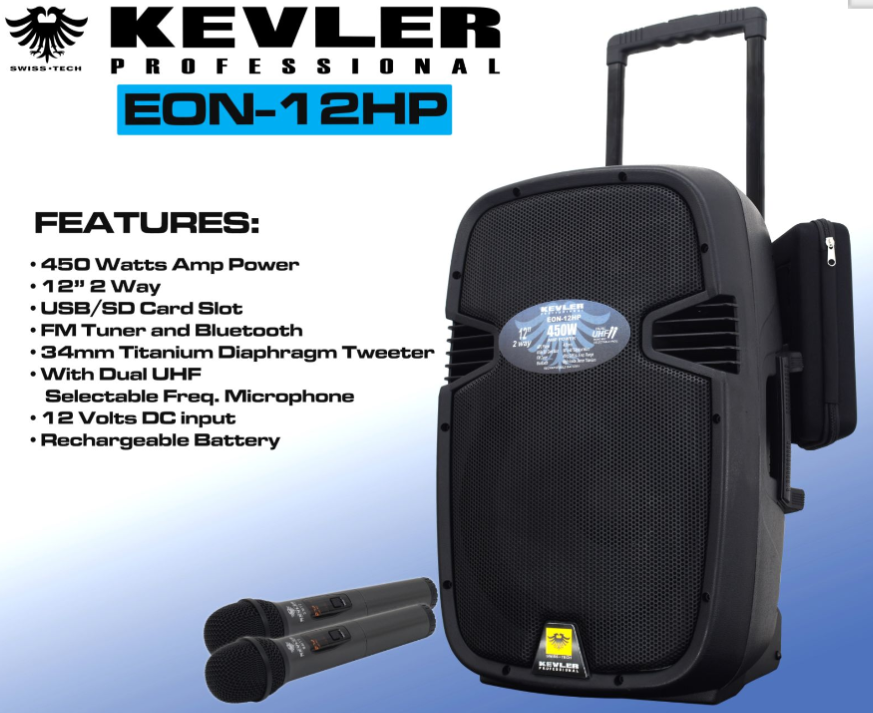 SWISS•TECH
KEVLER
PROFESSIONAL
EON-12HP
FEATURES:
• 450 Watts Amp Power
• 12” 2 Way
• USB/SD Card Slot
• FM Tuner and Bluetooth
• 34mm Titanium Diaphragm Tweeter
• With Dual UHF
Selectable Freq. Microphone
• 12 Volts DC input
• Rechargeable Battery
KEVLER
PROFESSIONAL
EON-12HP
12"
2 way
450W
UHF
KEVLER
PROFESSIONAL